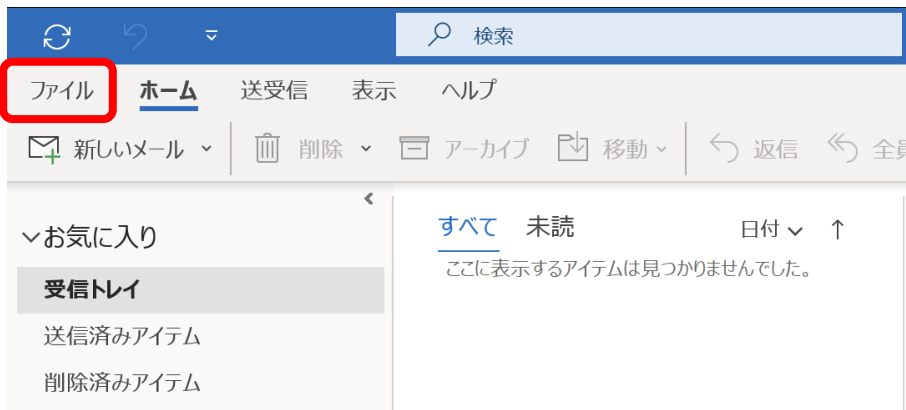 検索
ファイル ホーム 送受信 表示 ヘルプ
新しいメール 削除 アーカイブ 移動 返信 全員
お気に入り
すべて 未読 日付 ↑
ここに表示するアイテムは見つかりませんでした。
受信トレイ
送信済みアイテム
削除済みアイテム